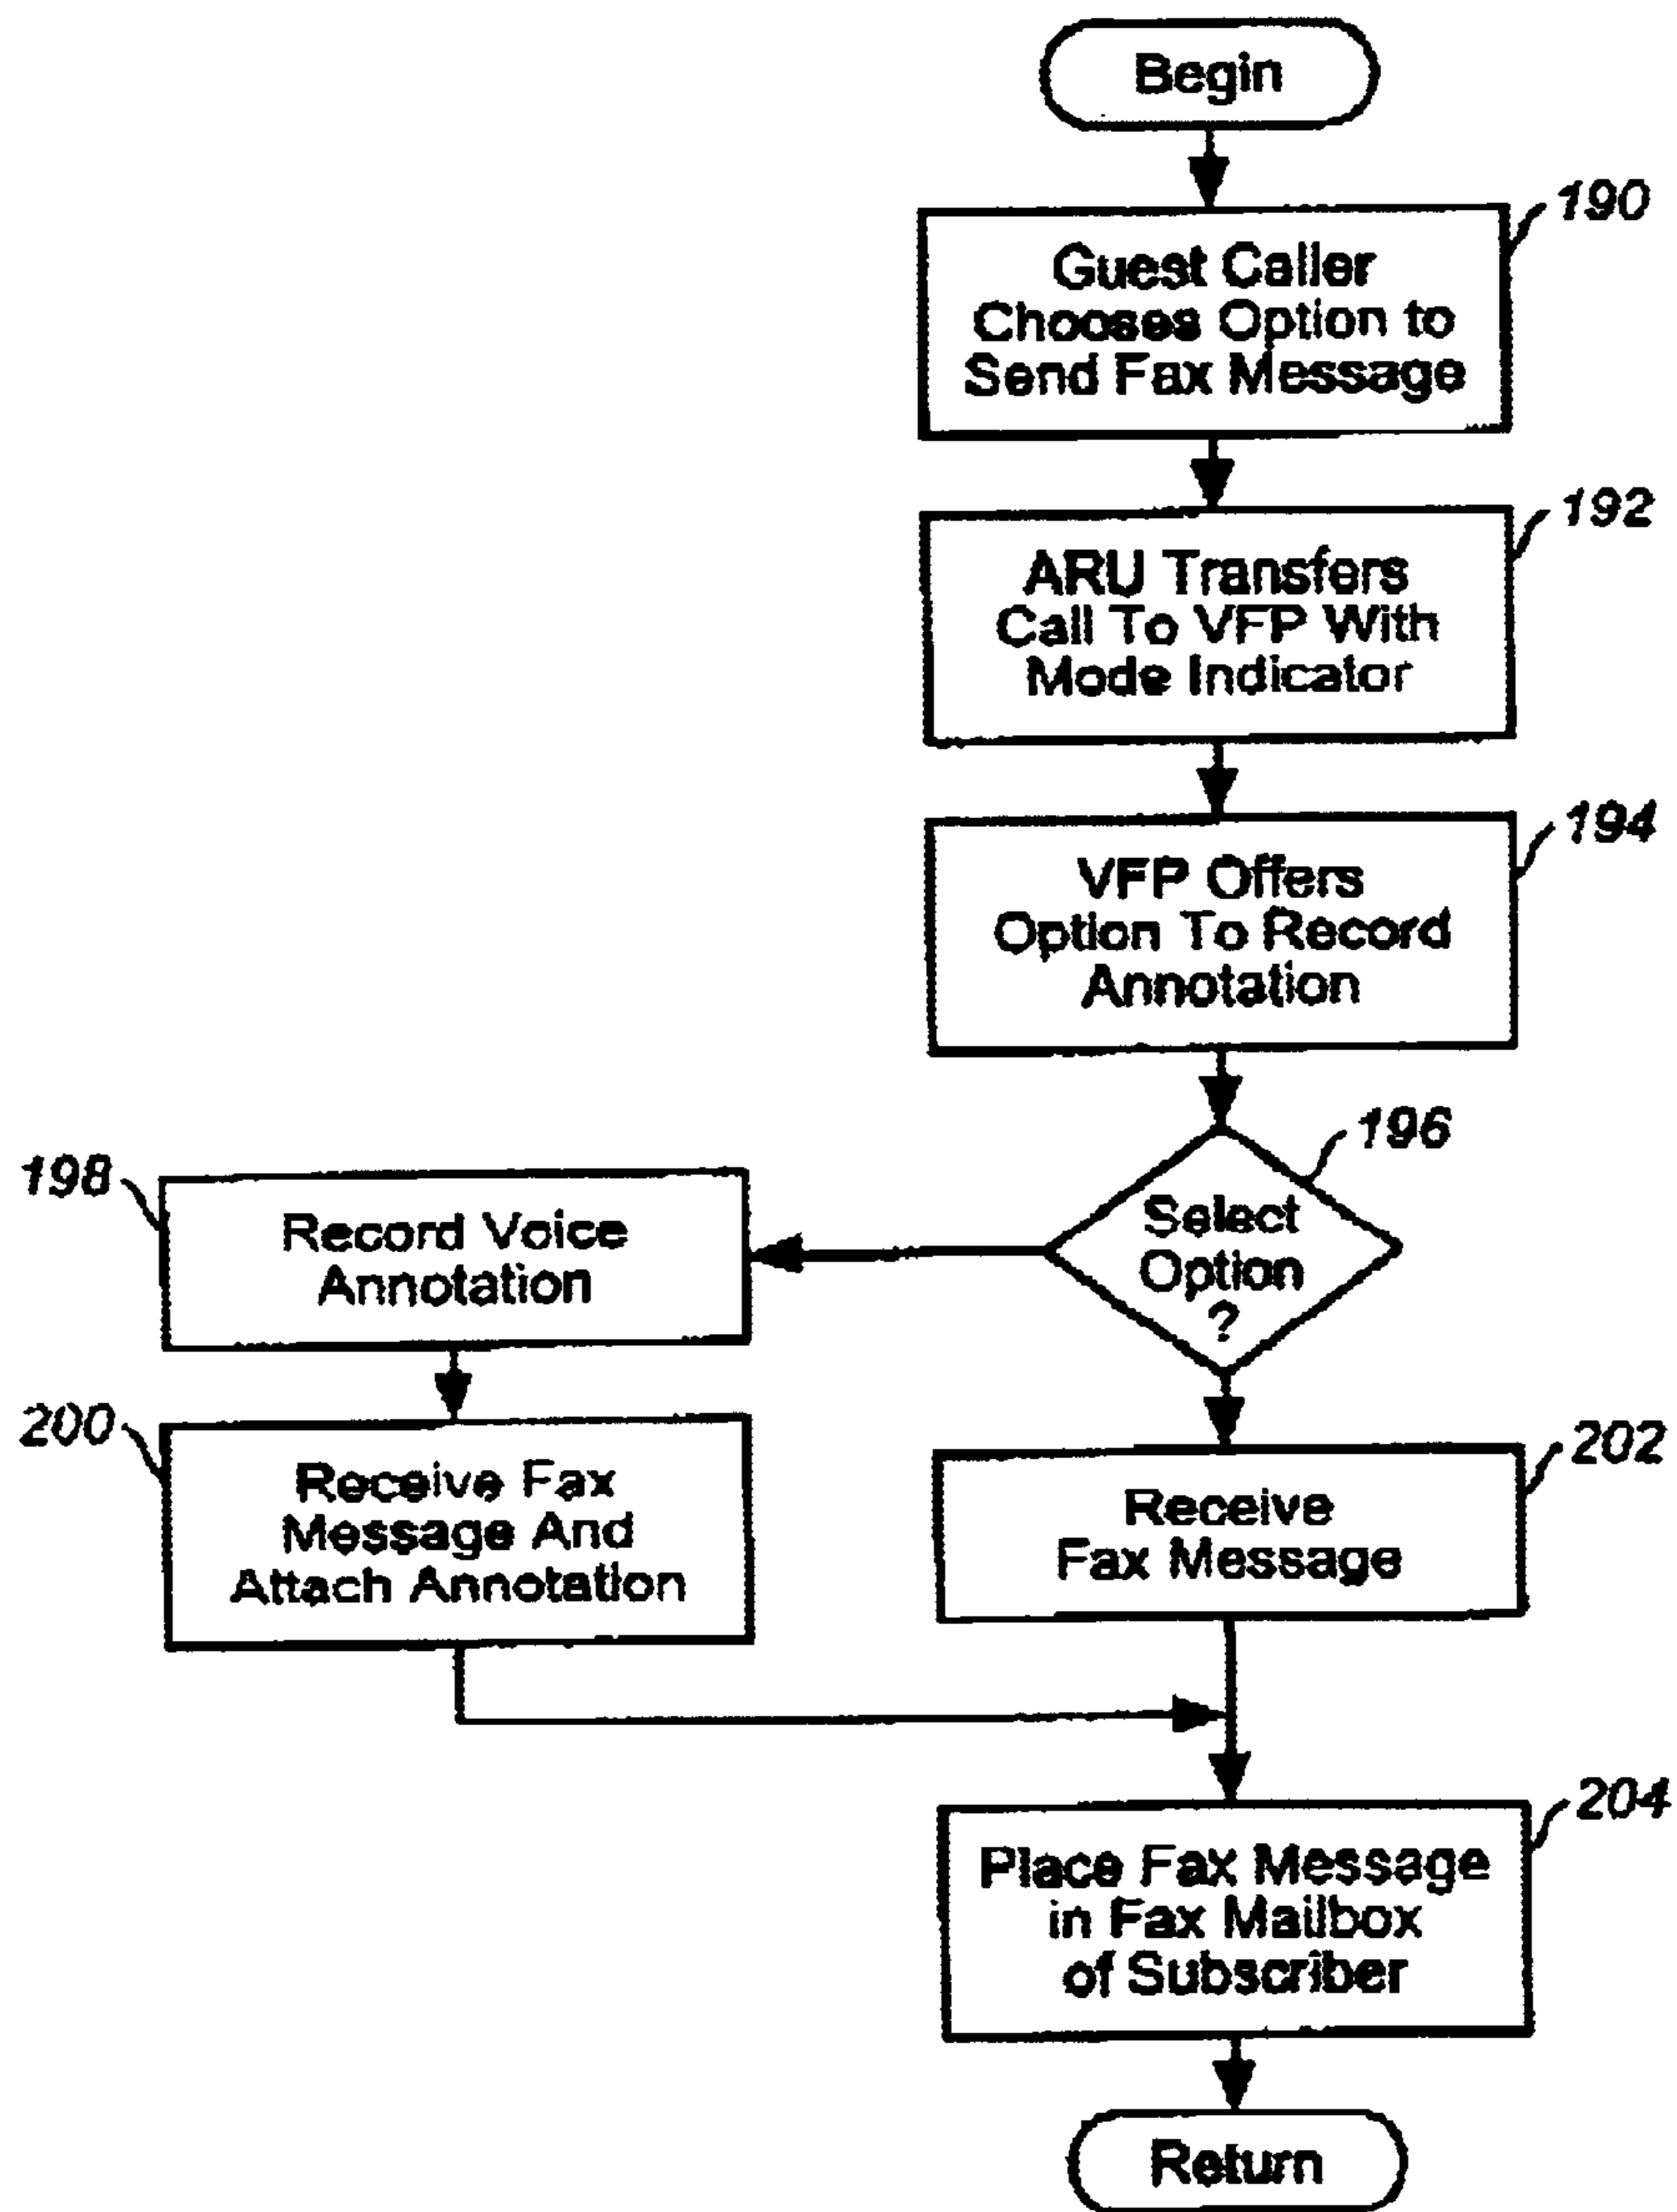 Begin
190
Guest Caller
Chooses Option to
Send Fax Message
192
ARU Transfers
Call To VFP With
Mode Indicator
194
VFP Offers
Option To Record
Annotation
196
Select
Option
?
198
Record Voice
Annotation
200
Receive Fax
Message And
Attach Annotation
202
Receive
Fax Message
204
Place Fax Message
in Fax Mailbox
of Subscriber
Return